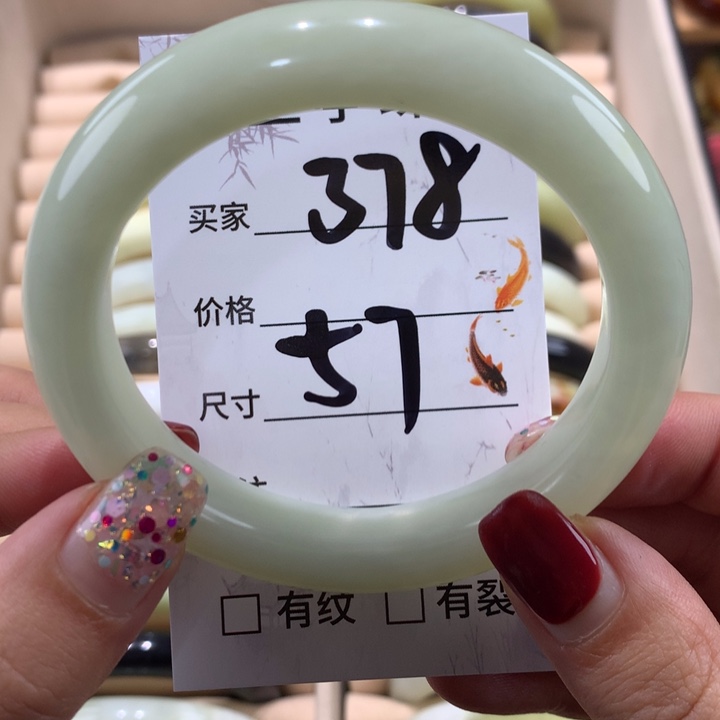 买家 378
价格
尺寸 57
□ 有纹 □ 有裂